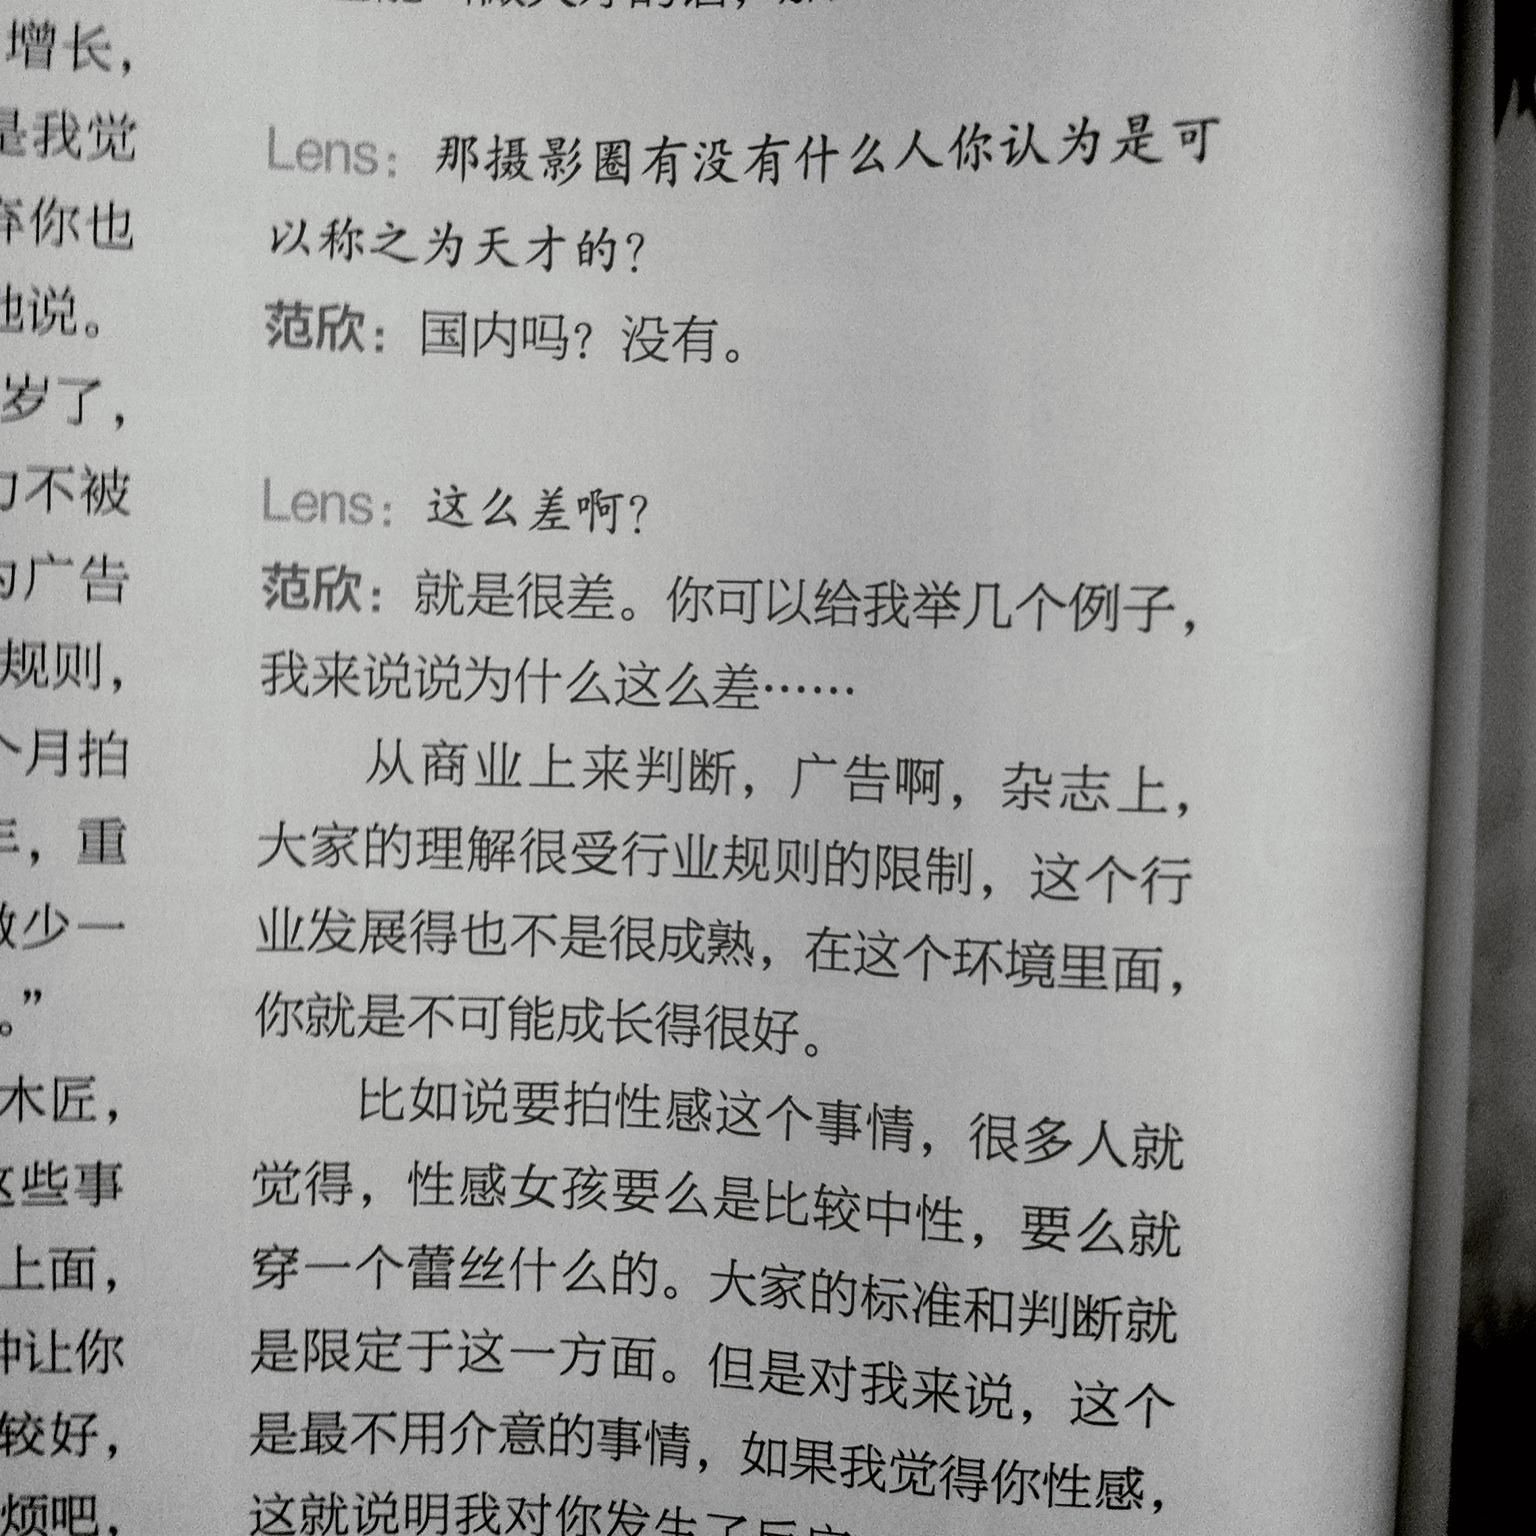 增长，
是我觉
你也
说。
岁了，
不被
广告
规则，
个月拍
，重
少一
。”
木匠，
这些事
上面，
让你
较好，
烦吧，
Lens：那摄影圈有没有什么人你认为是可
以称之为天才的？
范欣：国内吗？没有。
Lens：这么差啊？
范欣：就是很差。你可以给我举几个例子，
我来说说为什么这么差……
从商业上来判断，广告啊，杂志上，
大家的理解很受行业规则的限制，这个行
业发展得也不是很成熟，在这个环境里面，
你就是不可能成长得很好。
比如说要拍性感这个事情，很多人就
觉得，性感女孩要么是比较中性，要么就
穿一个蕾丝什么的。大家的标准和判断就
是限定于这一方面。但是对我来说，这个
是最不用介意的事情，如果我觉得你性感，
这就说明我对你发生了反应